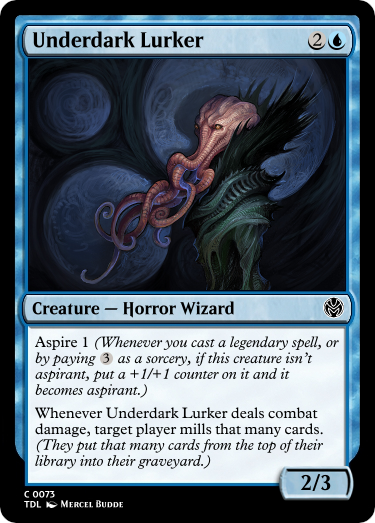 Underdark Lurker 2
Creature — Horror Wizard
Aspire 1 (Whenever you cast a legendary spell, or
by paying 3 as a sorcery, if this creature isn't
aspirant, put a +1/+1 counter on it and it
becomes aspirant.)
Whenever Underdark Lurker deals combat
damage, target player mills that many cards.
(They put that many cards from the top of their
library into their graveyard.)
2/3
C 0073
TDL Mercel Budde